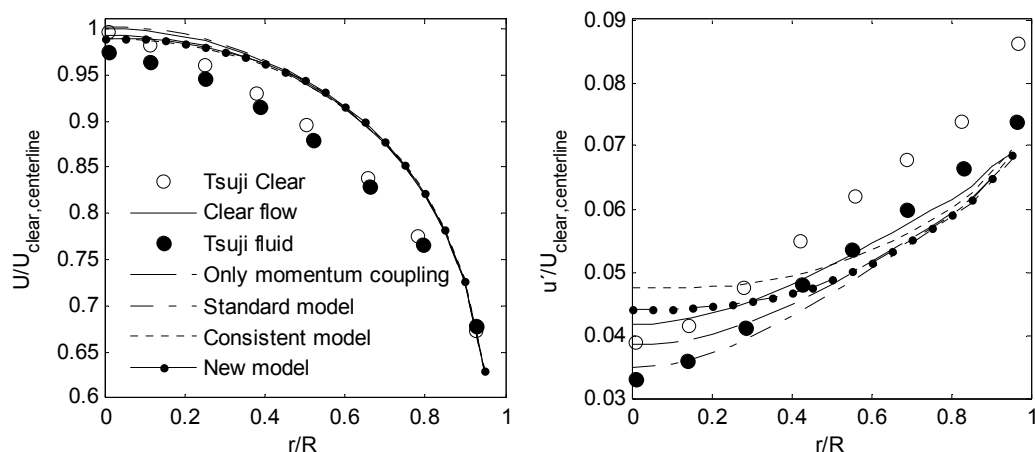 1
0.95
0.9
0.85
0.8
0.75
0.7
0.65
0.6
U/U_clear,centerline
Tsuji Clear
Clear flow
Tsuji fluid
Only momentum coupling
Standard model
Consistent model
New model
0 0.2 0.4 0.6 0.8 1
r/R
0.09
0.08
0.07
0.06
0.05
0.04
0.03
u´/U_clear,centerline
0 0.2 0.4 0.6 0.8 1
r/R